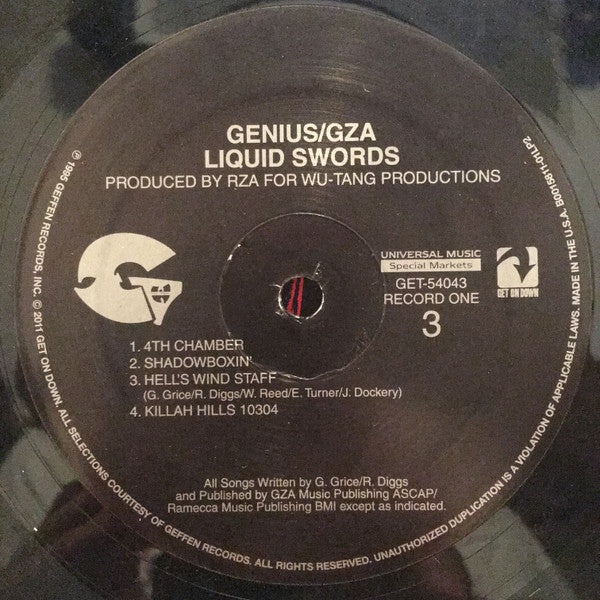 GENIUS/GZA
LIQUID SWORDS
PRODUCED BY RZA FOR WU-TANG PRODUCTIONS
UNIVERSAL MUSIC
Special Markets
GET-54043
RECORD ONE
3
GET ON DOWN
1. 4TH CHAMBER
2. SHADOWBOXIN'
3. HELL'S WIND STAFF
(G. Grice/R. Diggs/W. Reed/E. Turner/J. Dockery)
4. KILLAH HILLS 10304
All Songs Written by G. Grice/R. Diggs
and Published by GZA Music Publishing ASCAP/
Ramecca Music Publishing BMI except as indicated.
℗ 1995 GEFFEN RECORDS, INC. © 2011 GET ON DOWN. ALL SELECTIONS COURTESY OF GEFFEN RECORDS. ALL RIGHTS RESERVED. UNAUTHORIZED DUPLICATION IS A VIOLATION OF APPLICABLE LAWS. MADE IN THE U.S.A. B0015811-01LP2